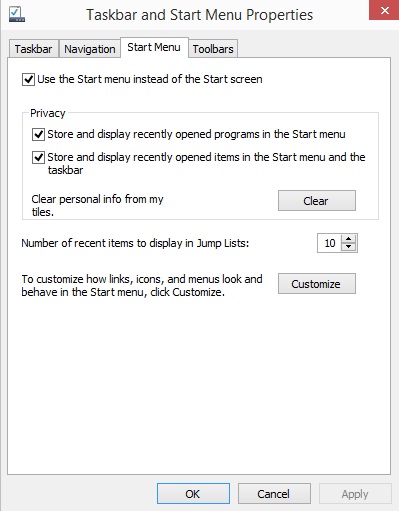 Taskbar and Start Menu Properties
Taskbar
Navigation
Start Menu
Toolbars
Use the Start menu instead of the Start screen
Privacy
Store and display recently opened programs in the Start menu
Store and display recently opened items in the Start menu and the
taskbar
Clear personal info from my
tiles.
Clear
Number of recent items to display in Jump Lists:
10
To customize how links, icons, and menus look and
behave in the Start menu, click Customize.
Customize
OK
Cancel
Apply